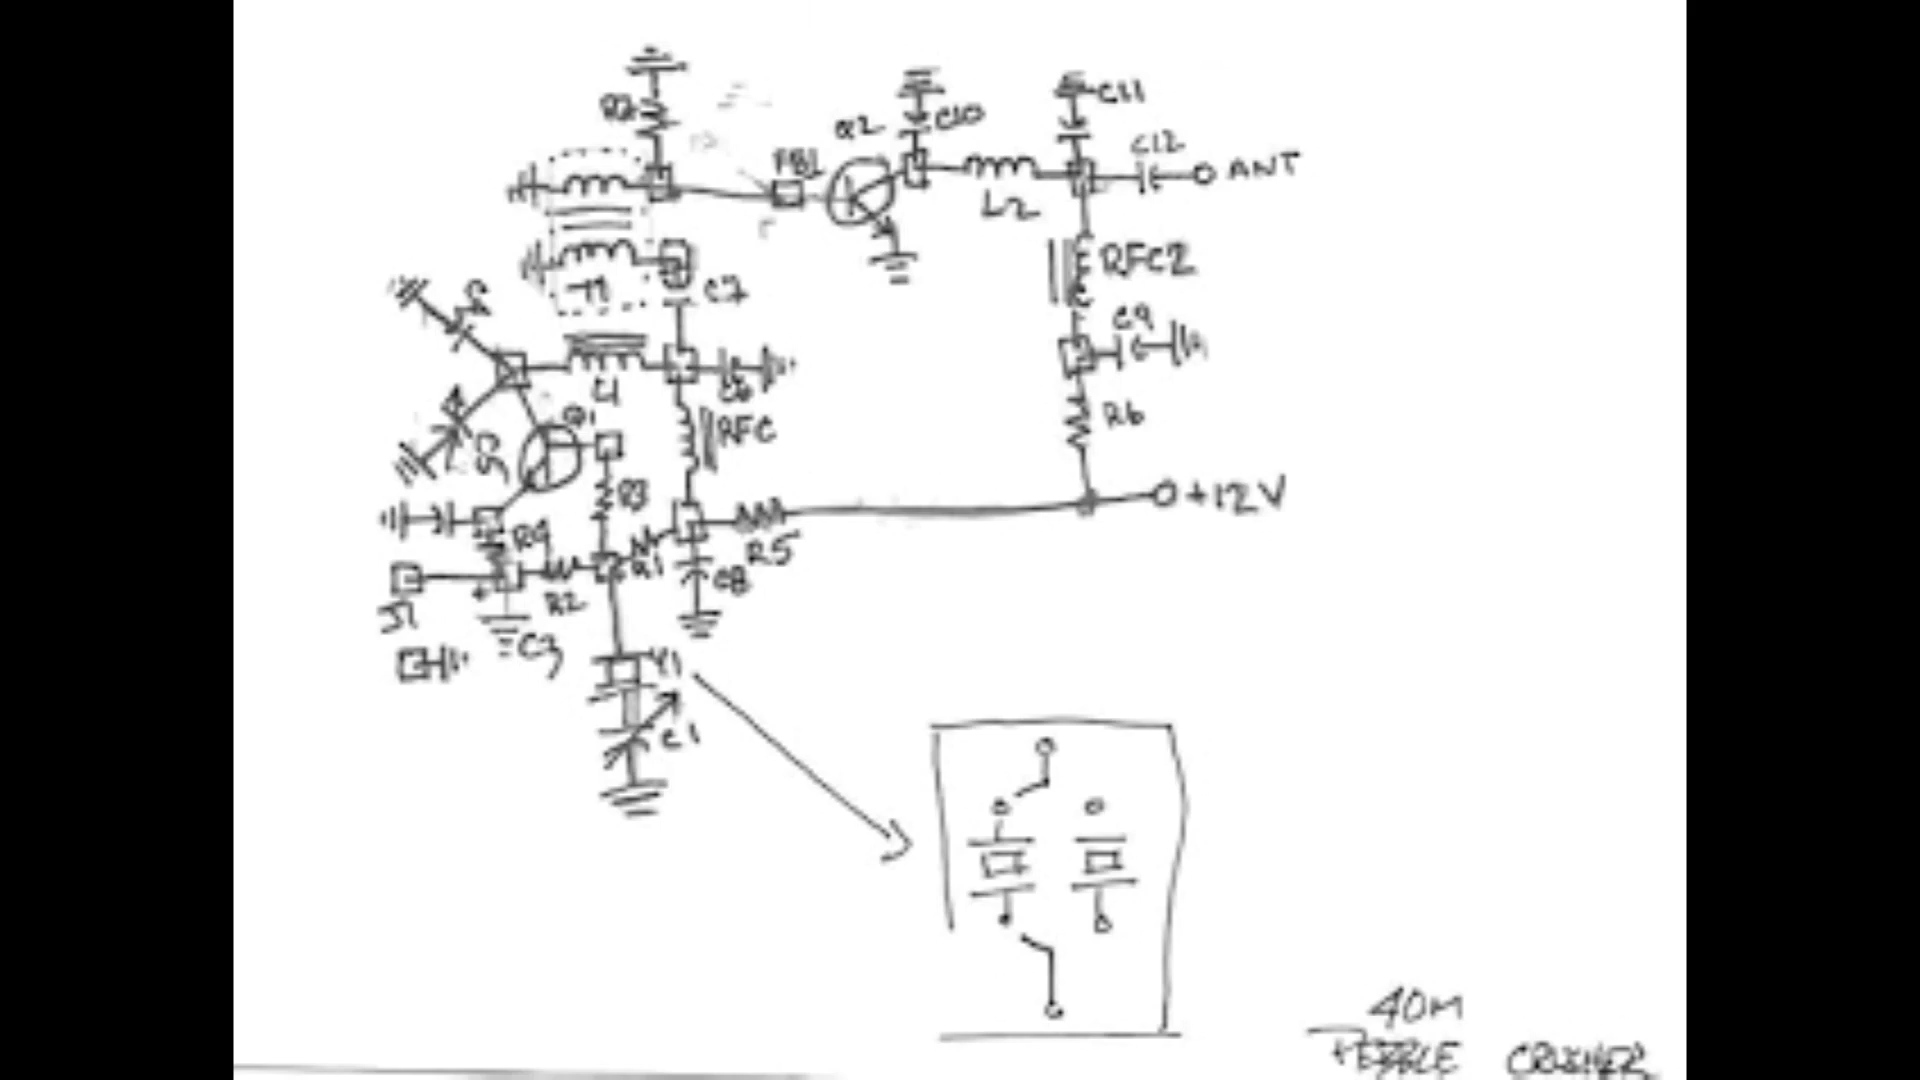 C11
Q2
C10
C12
FB1
ANT
L2
T1
C7
RFC2
C9
L1
C6
Q1
RFC
R6
R3
+12V
R4
R1
R5
R2
C8
J1
C3
Y1
C1
40M
PEBBLE CRUSHER